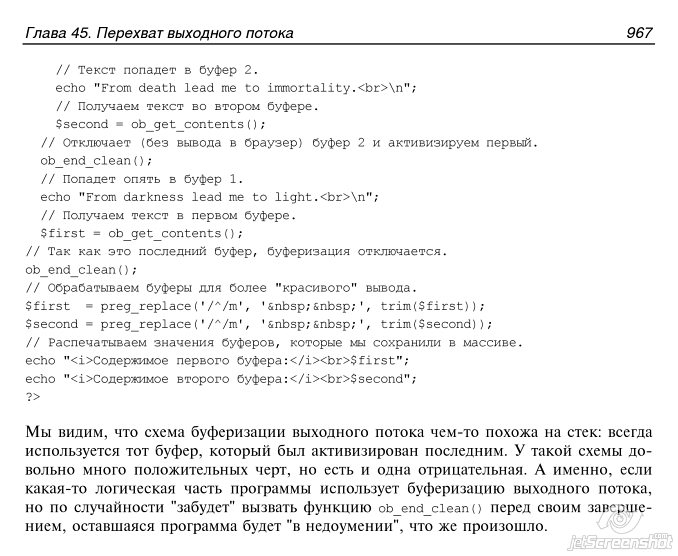 Глава 45. Перехват выходного потока 967
// Текст попадет в буфер 2.
echo "From death lead me to immortality.<br>\n";
// Получаем текст во втором буфере.
$second = ob_get_contents();
// Отключает (без вывода в браузер) буфер 2 и активизируем первый.
ob_end_clean();
// Попадет опять в буфер 1.
echo "From darkness lead me to light.<br>\n";
// Получаем текст в первом буфере.
$first = ob_get_contents();
// Так как это последний буфер, буферизация отключается.
ob_end_clean();
// Обрабатываем буферы для более "красивого" вывода.
$first  = preg_replace('/^/m', '&nbsp;&nbsp;', trim($first));
$second = preg_replace('/^/m', '&nbsp;&nbsp;', trim($second));
// Распечатываем значения буферов, которые мы сохранили в массиве.
echo "<i>Содержимое первого буфера:</i><br>$first";
echo "<i>Содержимое второго буфера:</i><br>$second";
?>
Мы видим, что схема буферизации выходного потока чем-то похожа на стек: всегда
используется тот буфер, который был активизирован последним. У такой схемы до-
вольно много положительных черт, но есть и одна отрицательная. А именно, если
какая-то логическая часть программы использует буферизацию выходного потока,
но по случайности "забудет" вызвать функцию ob_end_clean() перед своим заверше-
нием, оставшаяся программа будет "в недоумении", что же произошло.
jetScreenshot.com